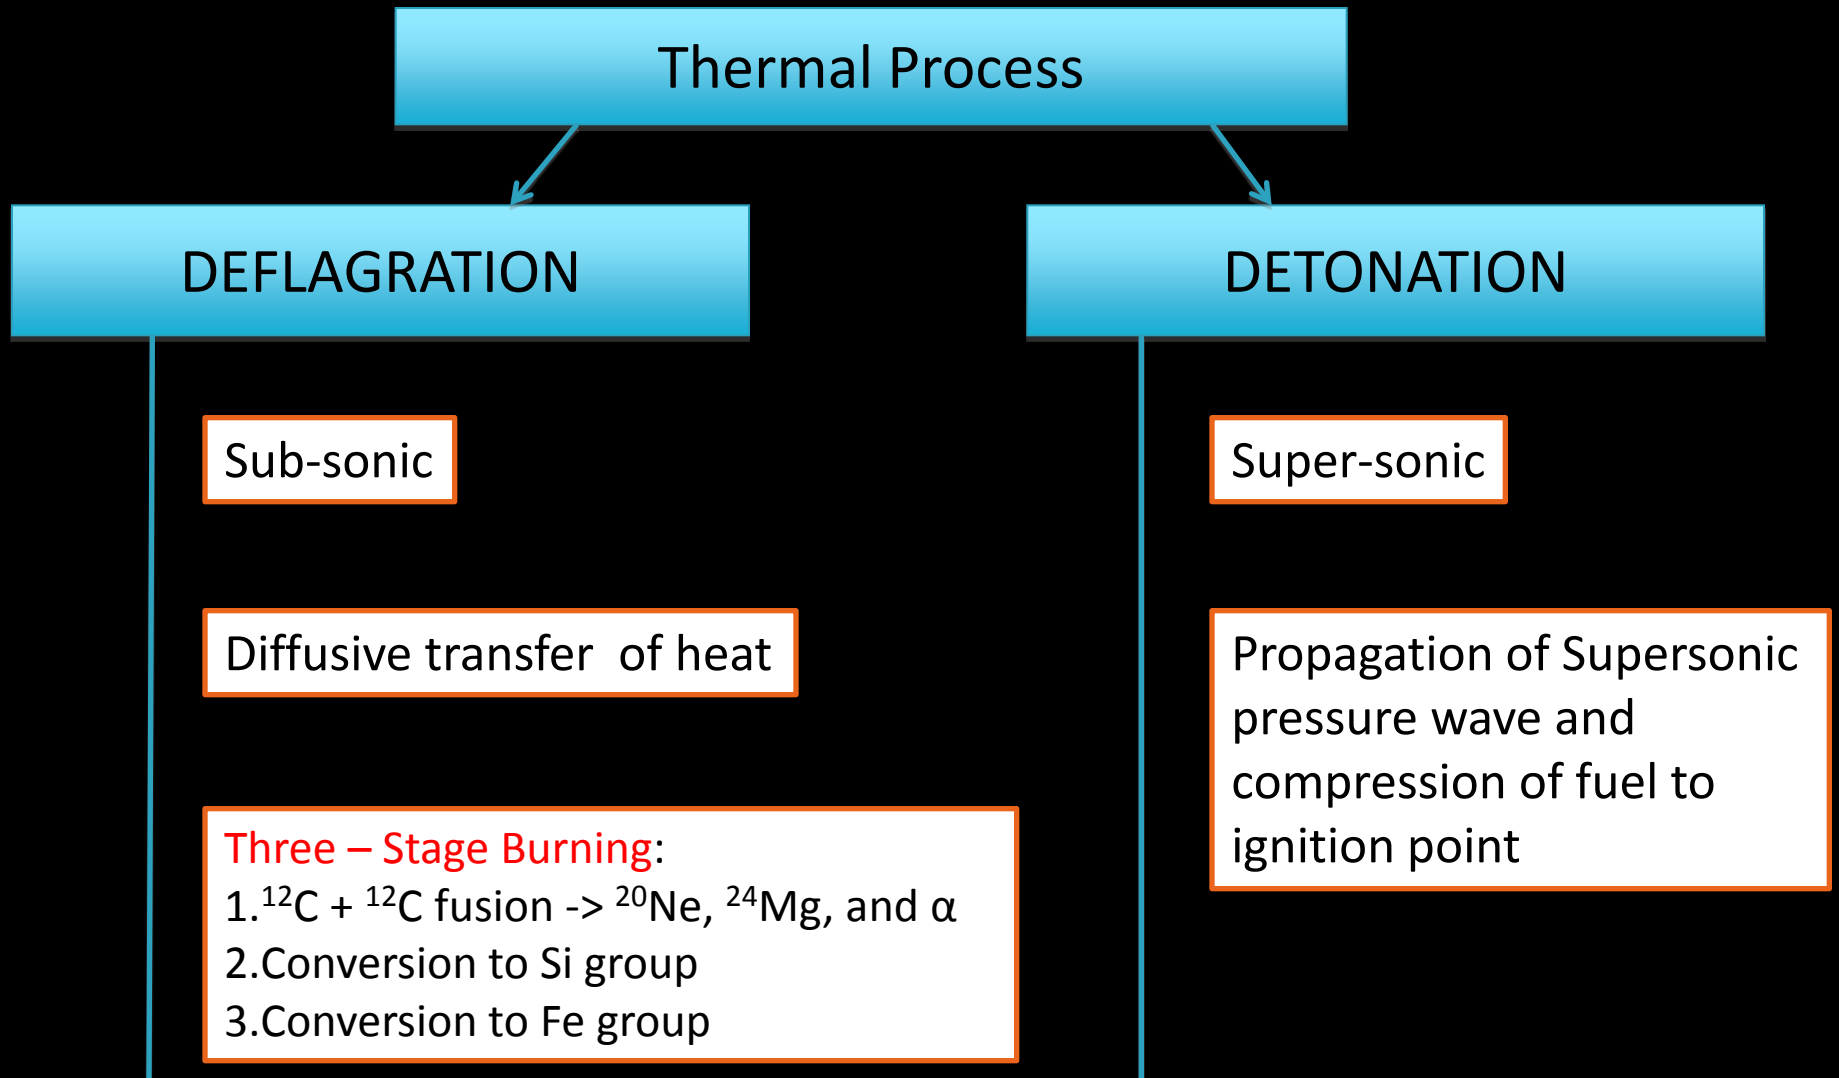 Thermal Process
DEFLAGRATION
DETONATION
Sub-sonic
Super-sonic
Diffusive transfer  of heat
Propagation of Supersonic
pressure wave and
compression of fuel to
ignition point
Three – Stage Burning:
1.¹²C + ¹²C fusion -> ²⁰Ne, ²⁴Mg, and α
2.Conversion to Si group
3.Conversion to Fe group